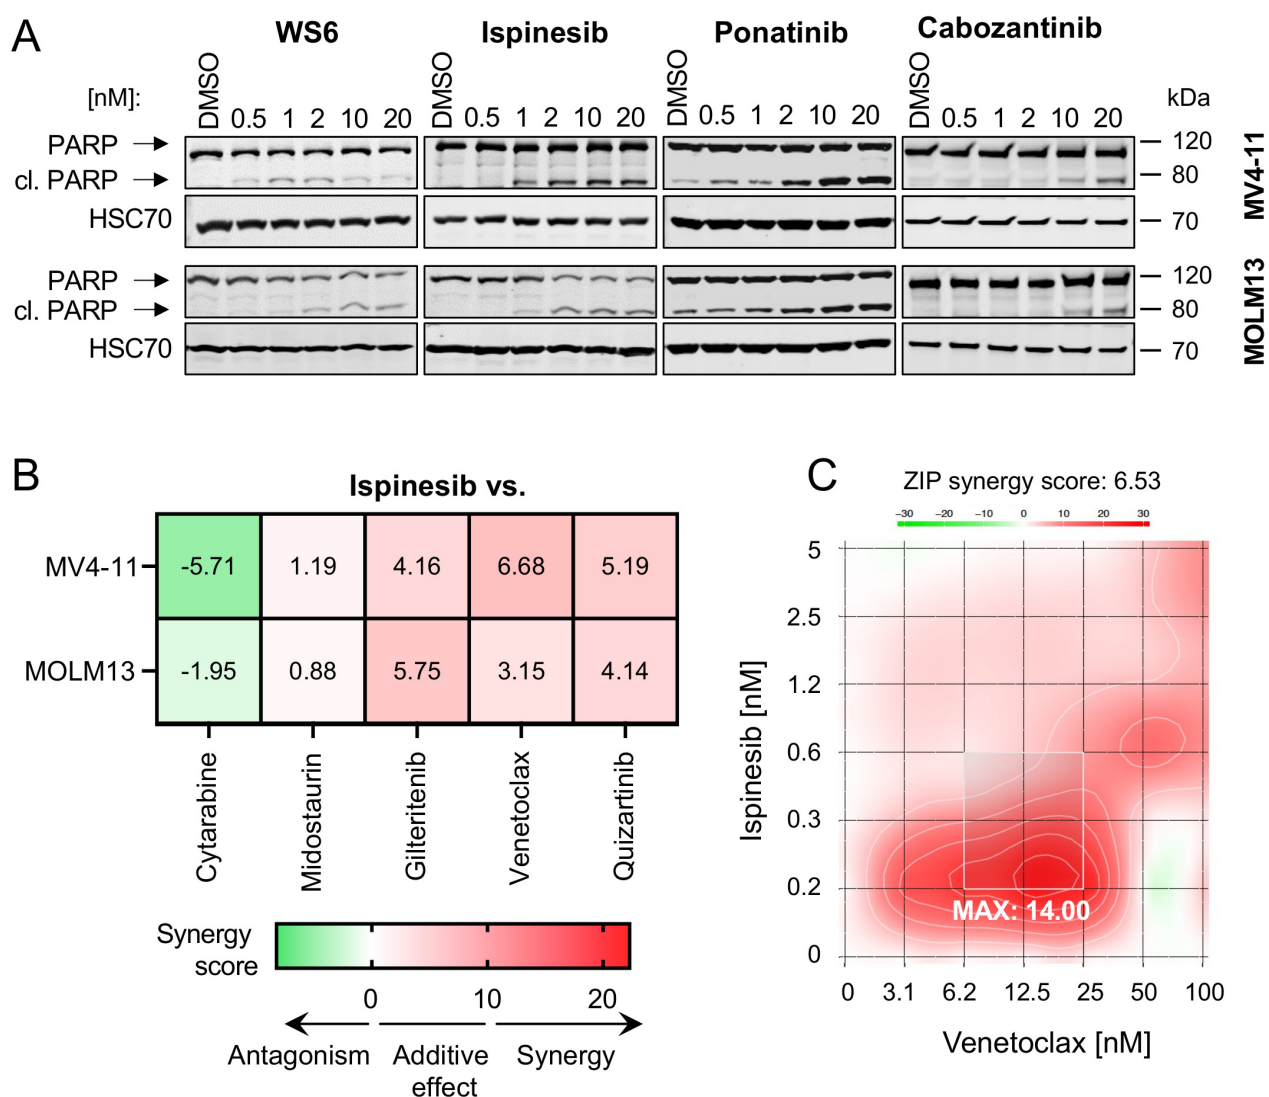 A
WS6 Ispinesib Ponatinib Cabozantinib
[nM]: DMSO 0.5 1 2 10 20 DMSO 0.5 1 2 10 20 DMSO 0.5 1 2 10 20 DMSO 0.5 1 2 10 20 kDa
PARP 120
cl. PARP 80
HSC70 70
MV4-11
PARP 120
cl. PARP 80
HSC70 70
MOLM13
B
Ispinesib vs.
MV4-11 -5.71 1.19 4.16 6.68 5.19
MOLM13 -1.95 0.88 5.75 3.15 4.14
Cytarabine Midostaurin Gilteritenib Venetoclax Quizartinib
Synergy
score
0 10 20
Antagonism Additive Synergy
effect
C
ZIP synergy score: 6.53
−30 −20 −10 0 10 20 30
Ispinesib [nM]
5
2.5
1.2
0.6
0.3
0.2
MAX: 14.00
0
0 3.1 6.2 12.5 25 50 100
Venetoclax [nM]